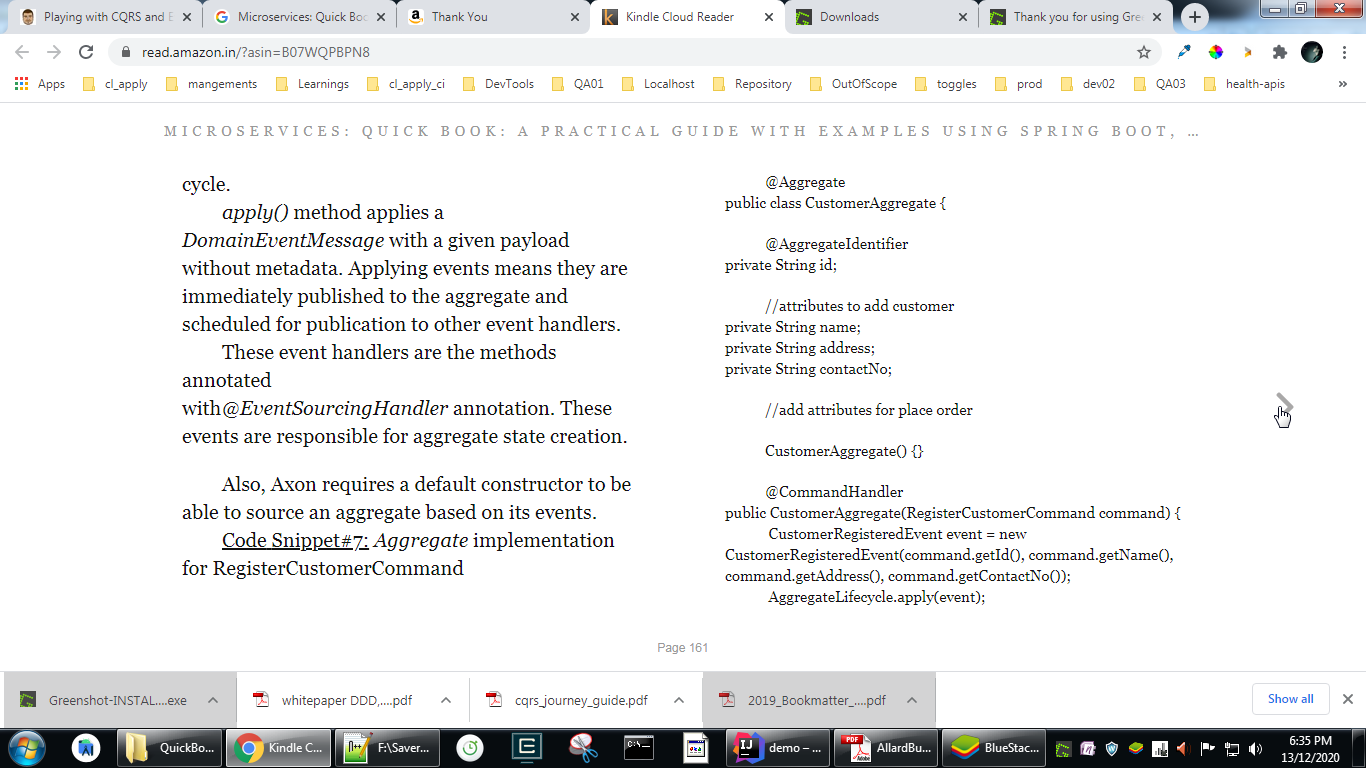 Playing with CQRS and E
Microservices: Quick Boo
Thank You
Kindle Cloud Reader
Downloads
Thank you for using Gre
read.amazon.in/?asin=B07WQPBPN8
Apps
cl_apply
mangements
Learnings
cl_apply_ci
DevTools
QA01
Localhost
Repository
OutOfScope
toggles
prod
dev02
QA03
health-apis
»
MICROSERVICES: QUICK BOOK: A PRACTICAL GUIDE WITH EXAMPLES USING SPRING BOOT, …
cycle.
apply() method applies a
DomainEventMessage with a given payload
without metadata. Applying events means they are
immediately published to the aggregate and
scheduled for publication to other event handlers.
These event handlers are the methods
annotated
with@EventSourcingHandler annotation. These
events are responsible for aggregate state creation.
Also, Axon requires a default constructor to be
able to source an aggregate based on its events.
Code Snippet#7: Aggregate implementation
for RegisterCustomerCommand
@Aggregate
public class CustomerAggregate {
@AggregateIdentifier
private String id;
//attributes to add customer
private String name;
private String address;
private String contactNo;
//add attributes for place order
CustomerAggregate() {}
@CommandHandler
public CustomerAggregate(RegisterCustomerCommand command) {
CustomerRegisteredEvent event = new
CustomerRegisteredEvent(command.getId(), command.getName(),
command.getAddress(), command.getContactNo());
AggregateLifecycle.apply(event);
Page 161
Greenshot-INSTAL....exe
whitepaper DDD,....pdf
cqrs_journey_guide.pdf
2019_Bookmatter_....pdf
Show all
QuickBo...
Kindle C...
F:\Saver...
demo – ...
AllardBu...
BlueStac...
6:35 PM
13/12/2020